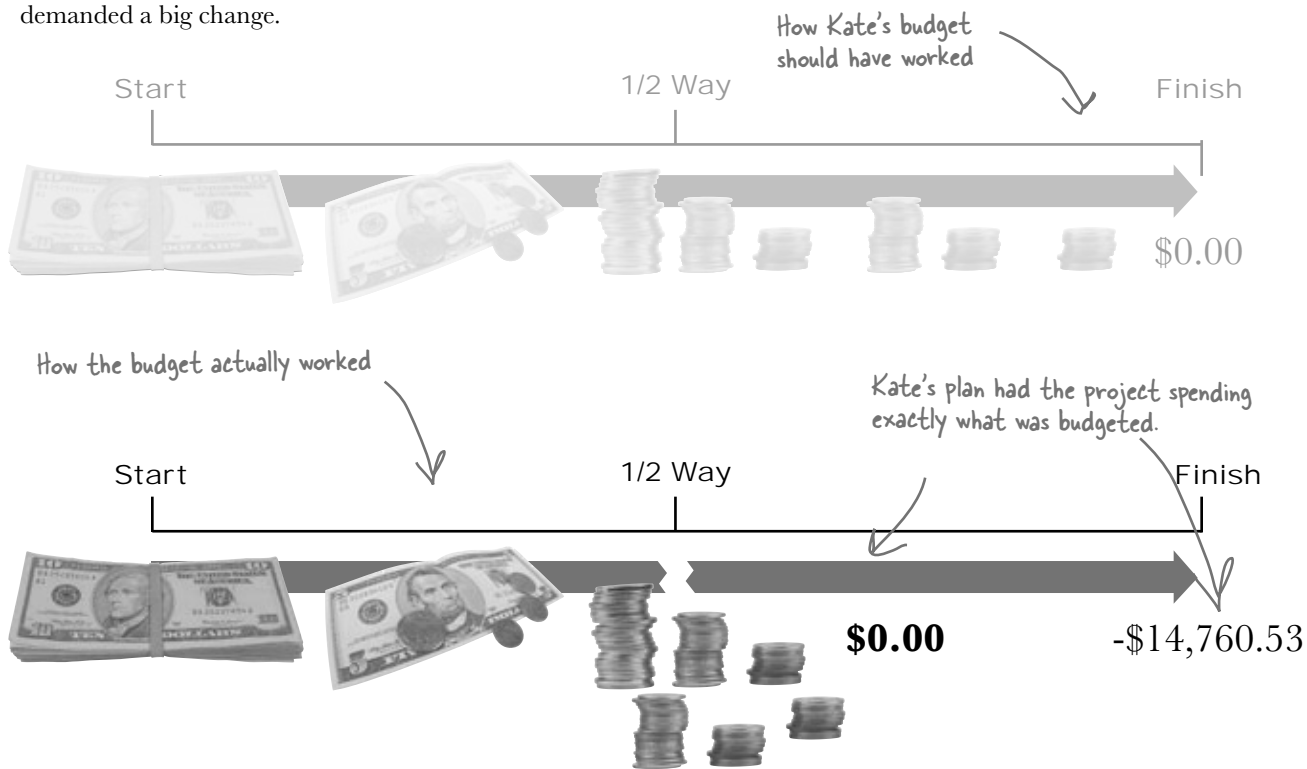 demanded a big change.
How Kate's budget
should have worked
Start
1/2 Way
Finish
$0.00
How the budget actually worked
Kate's plan had the project spending
exactly what was budgeted.
Start
1/2 Way
Finish
$0.00
-$14,760.53